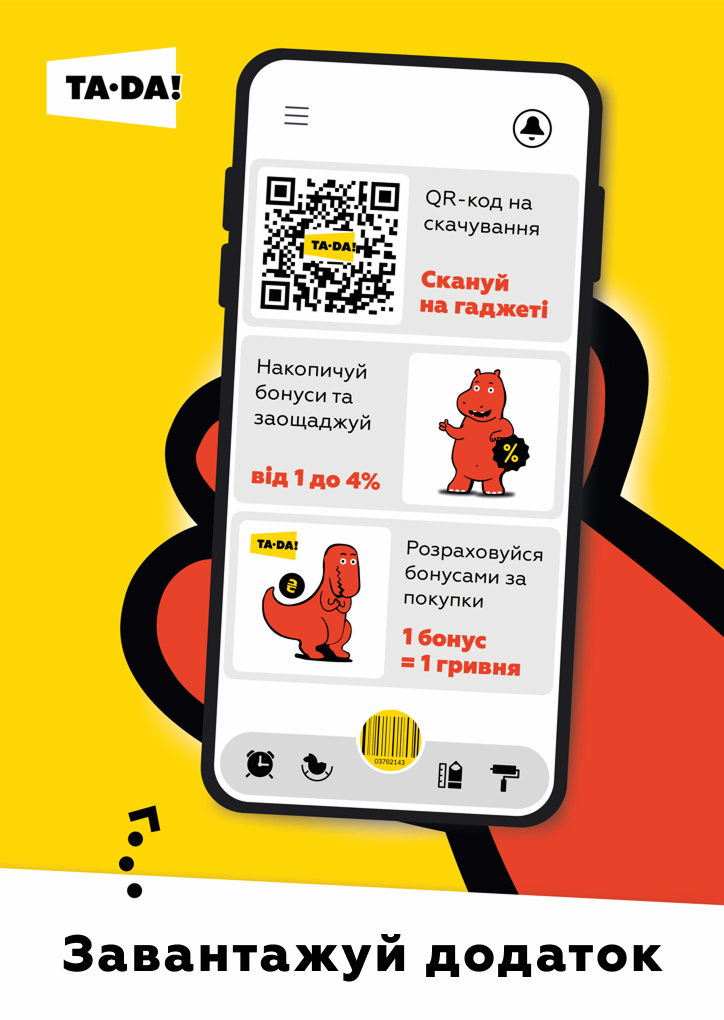 TA•DA!
QR-код на
скачування
Скануй
на гаджеті
TA•DA!
Накопичуй
бонуси та
заощаджуй
від 1 до 4%
%
TA•DA!
₴
Розраховуйся
бонусами за
покупки
1 бонус
= 1 гривня
03782143
Завантажуй додаток